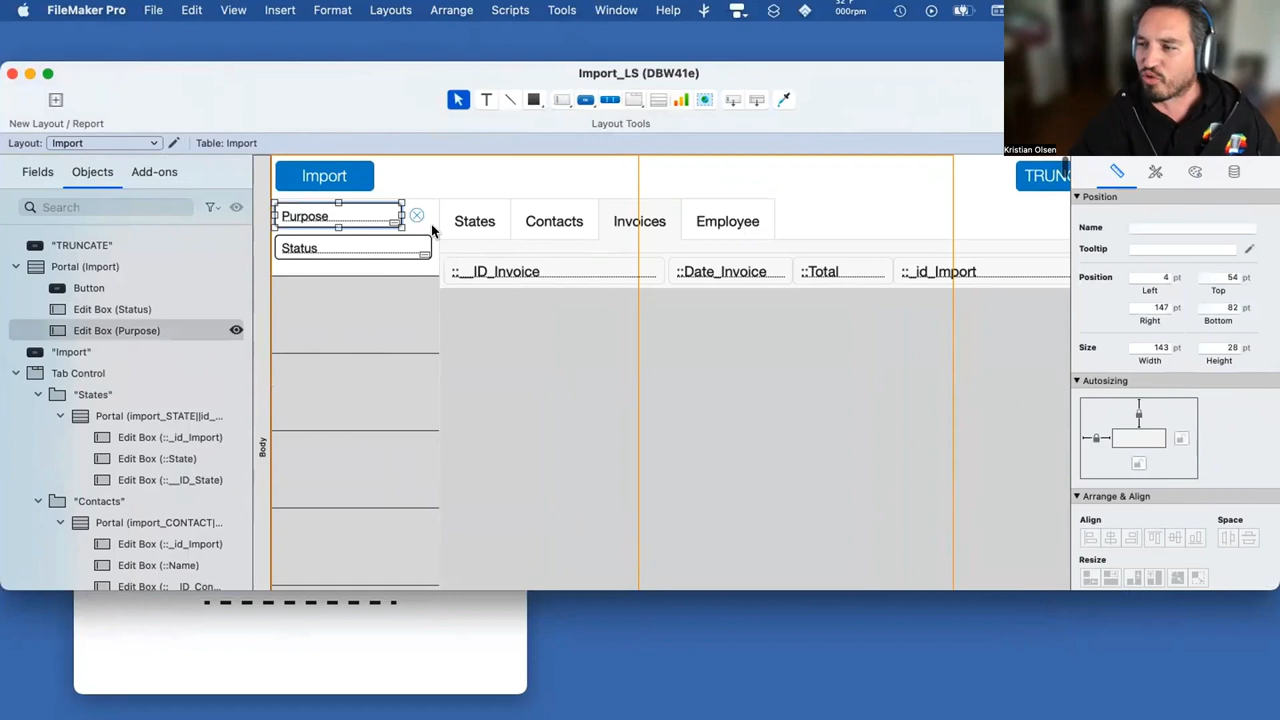 FileMaker Pro File Edit View Insert Format Layouts Arrange Scripts Tools Window Help
000rpm
Import_LS (DBW41e)
New Layout / Report
Layout Tools
Kristian Olsen
Layout: Import Table: Import
Fields Objects Add-ons
Search
"TRUNCATE"
Portal (Import)
Button
Edit Box (Status)
Edit Box (Purpose)
"Import"
Tab Control
"States"
Portal (import_STATE||id_...
Edit Box (::_id_Import)
Edit Box (::State)
Edit Box (::__ID_State)
"Contacts"
Portal (import_CONTACT|...
Edit Box (::_id_Import)
Edit Box (::Name)
Edit Box (::__ID_Con...
Body
Import
TRUNC
Purpose
Status
States Contacts Invoices Employee
::__ID_Invoice ::Date_Invoice ::Total ::_id_Import
Position
Name
Tooltip
Position 4 pt 54 pt
Left Top
147 pt 82 pt
Right Bottom
Size 143 pt 28 pt
Width Height
Autosizing
Arrange & Align
Align Space
Resize